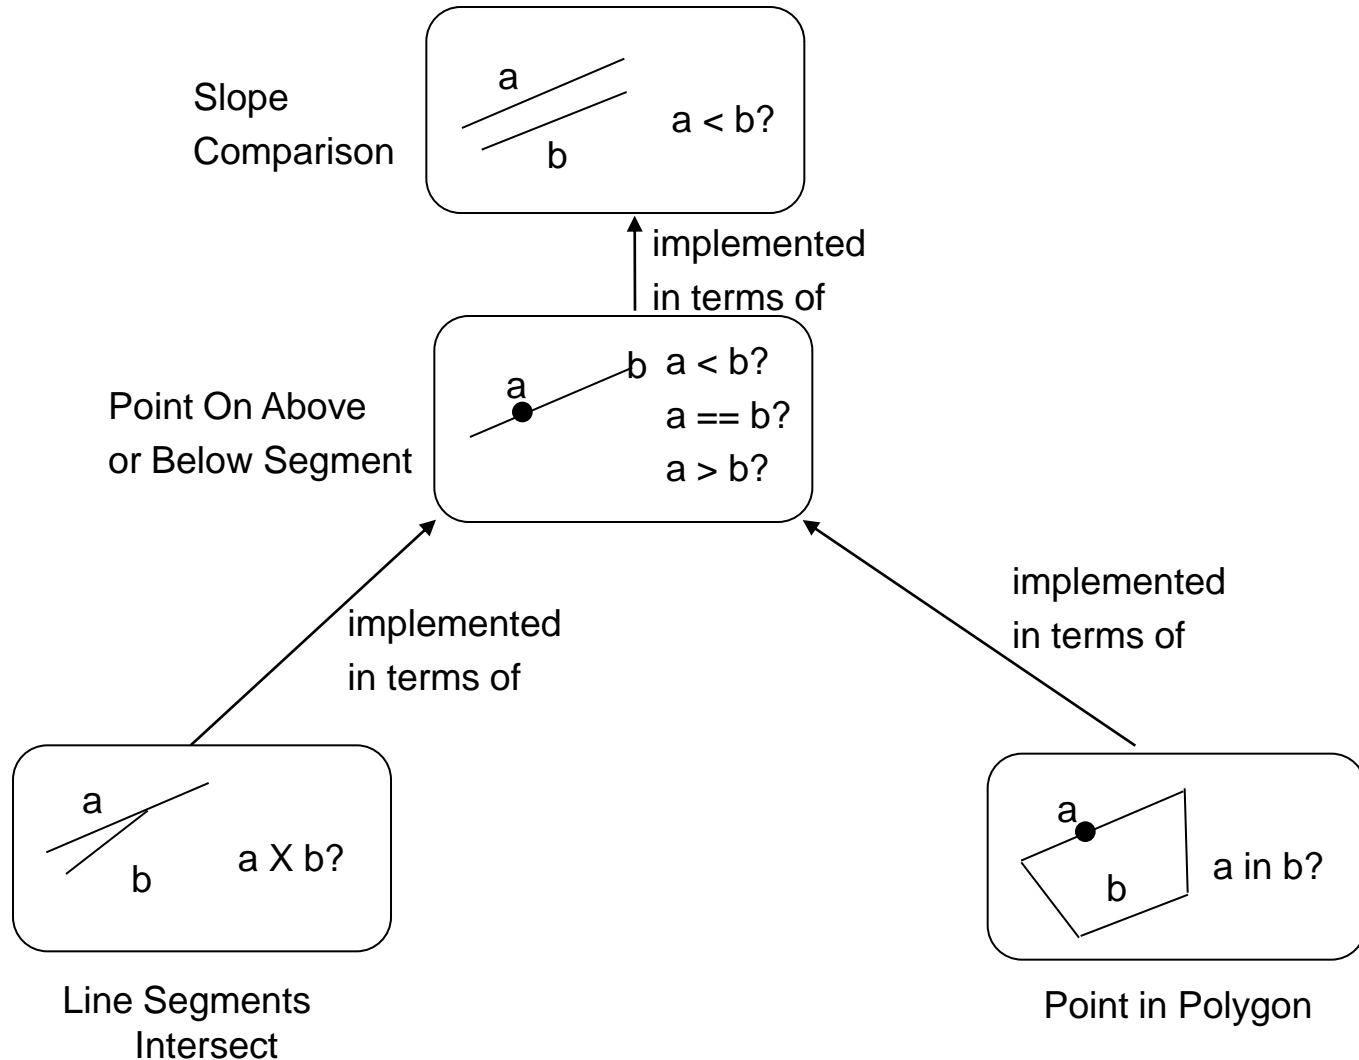 Slope
Comparison
a
b
a < b?
implemented
in terms of
Point On Above
or Below Segment
a
b
a < b?
a == b?
a > b?
implemented
in terms of
implemented
in terms of
a
b
a X b?
Line Segments
Intersect
a
b
a in b?
Point in Polygon